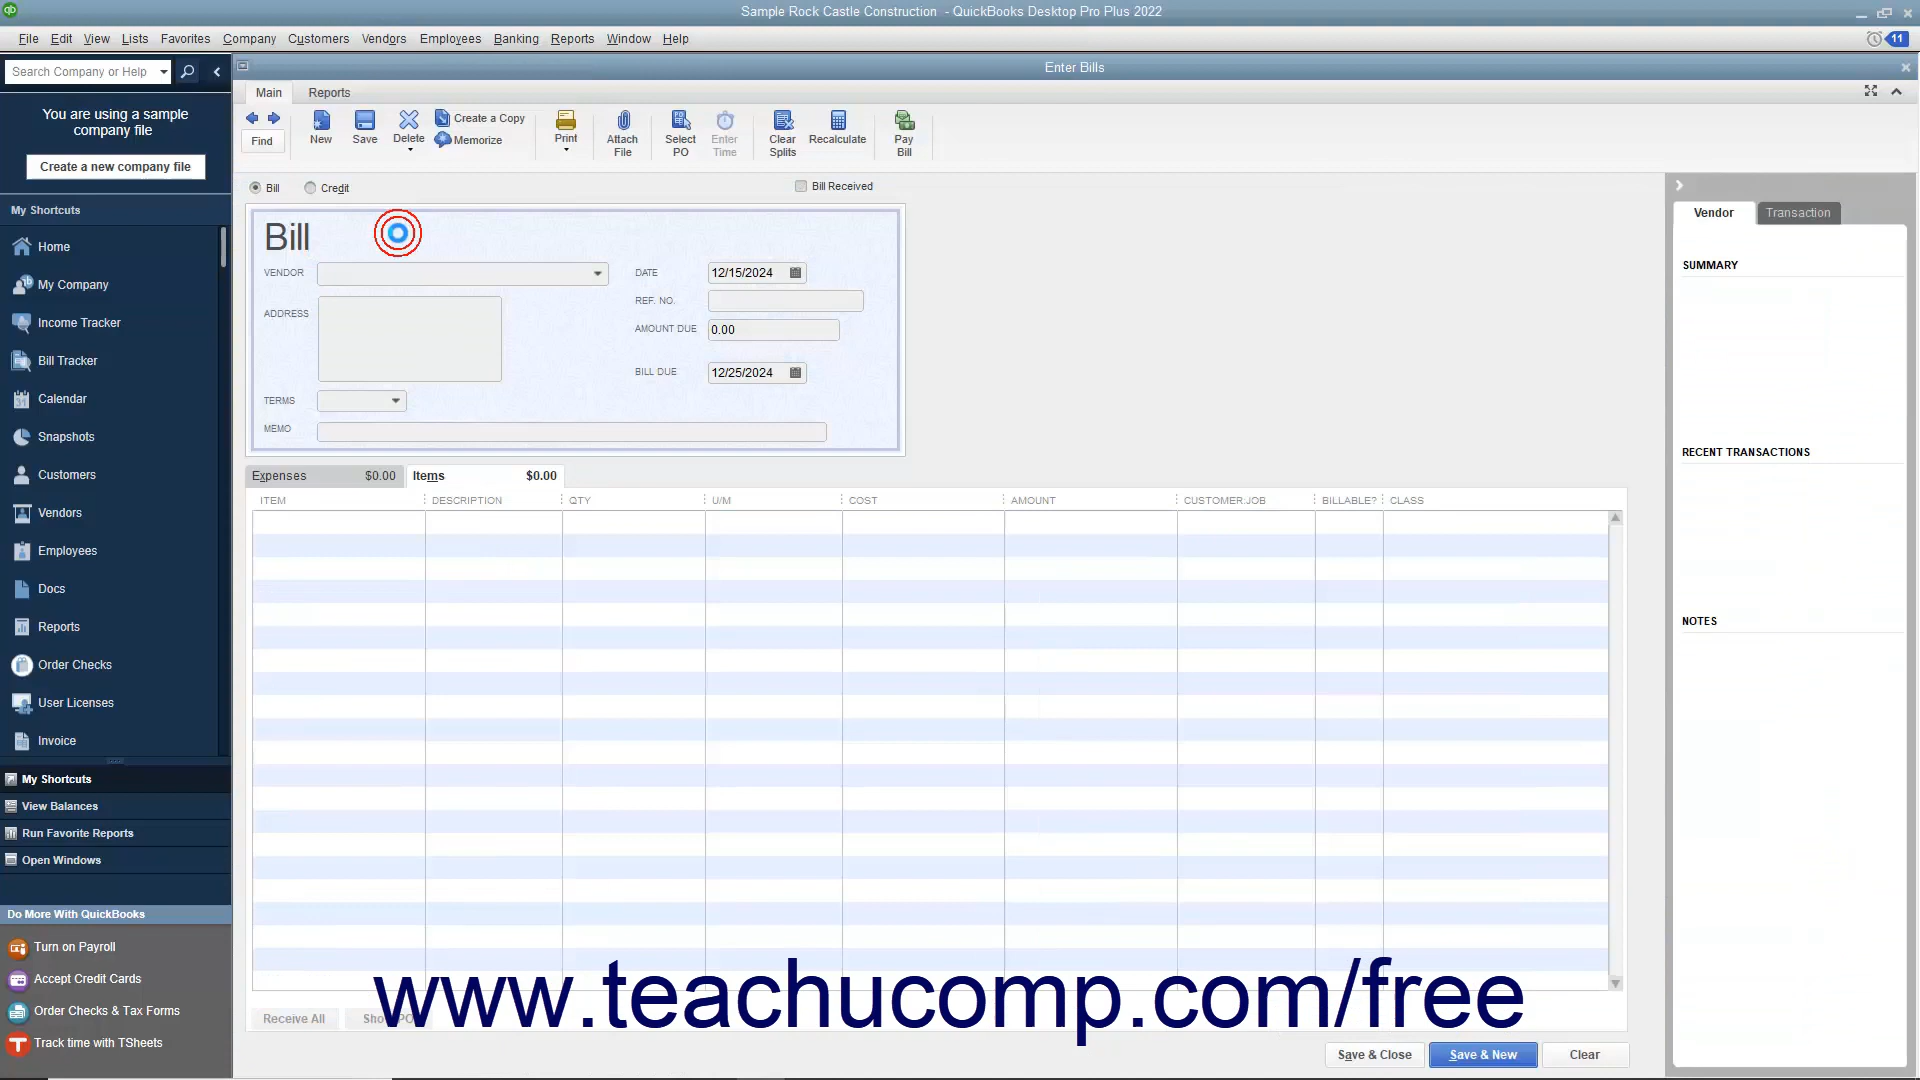 Sample Rock Castle Construction - QuickBooks Desktop Pro Plus 2022
File Edit View Lists Favorites Company Customers Vendors Employees Banking Reports Window Help
11
Search Company or Help
Enter Bills
You are using a sample
company file
Create a new company file
Main Reports
Find
New
Save
Delete
Create a Copy
Memorize
Print
Attach
File
Select
PO
Enter
Time
Clear
Splits
Recalculate
Pay
Bill
My Shortcuts
Home
My Company
Income Tracker
Bill Tracker
Calendar
Snapshots
Customers
Vendors
Employees
Docs
Reports
Order Checks
User Licenses
Invoice
My Shortcuts
View Balances
Run Favorite Reports
Open Windows
Do More With QuickBooks
Turn on Payroll
Accept Credit Cards
Order Checks & Tax Forms
Track time with TSheets
Bill Credit Bill Received
Bill
VENDOR
ADDRESS
TERMS
MEMO
DATE 12/15/2024
REF. NO.
AMOUNT DUE 0.00
BILL DUE 12/25/2024
Expenses $0.00 Items $0.00
ITEM DESCRIPTION QTY U/M COST AMOUNT CUSTOMER:JOB BILLABLE? CLASS
Receive All
www.teachucomp.com/free
Save & Close Save & New Clear
Vendor Transaction
SUMMARY
RECENT TRANSACTIONS
NOTES